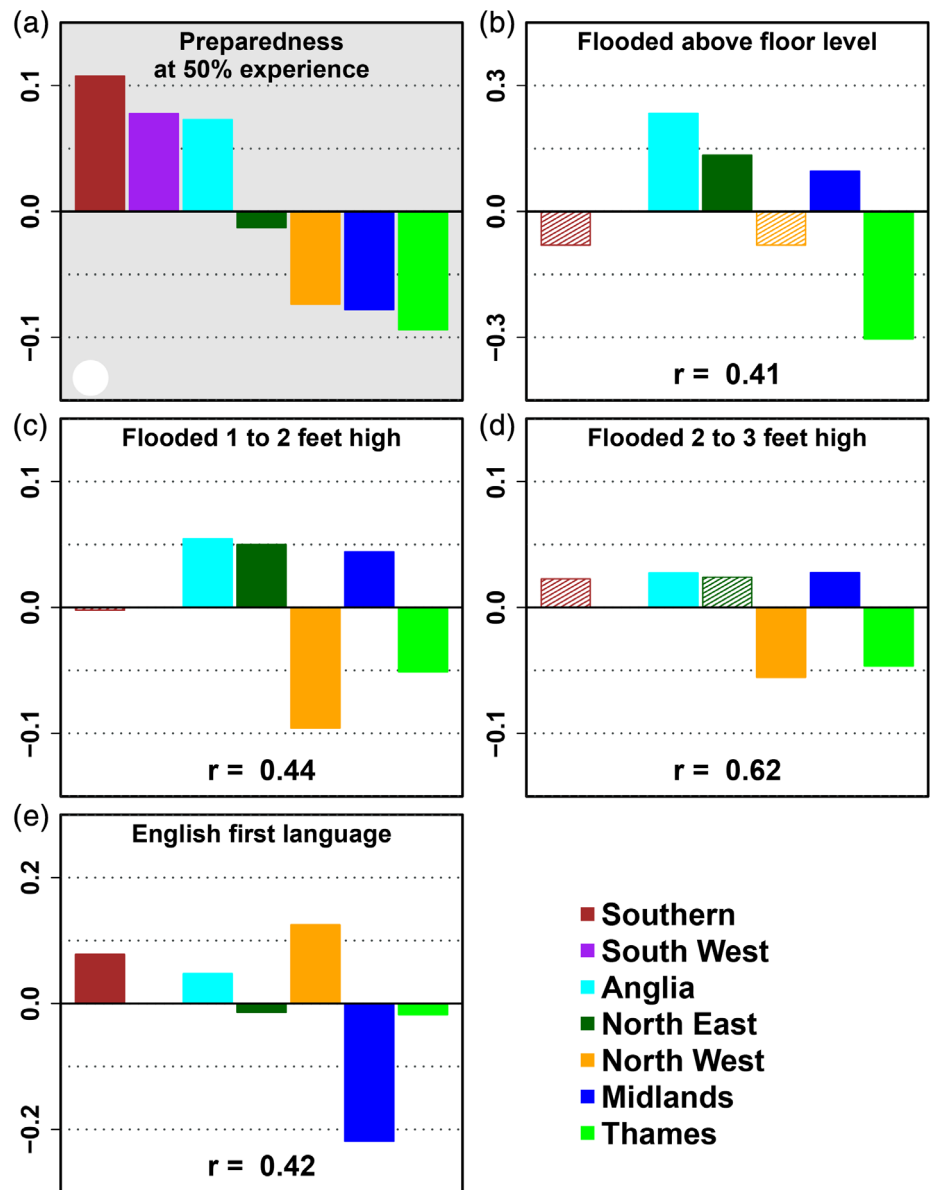 (a)
Preparedness
at 50% experience
0.1
0.0
−0.1
(b)
Flooded above floor level
0.3
0.0
−0.3
r = 0.41
(c)
Flooded 1 to 2 feet high
0.1
0.0
−0.1
r = 0.44
(d)
Flooded 2 to 3 feet high
0.1
0.0
−0.1
r = 0.62
(e)
English first language
0.2
0.0
−0.2
r = 0.42
Southern
South West
Anglia
North East
North West
Midlands
Thames